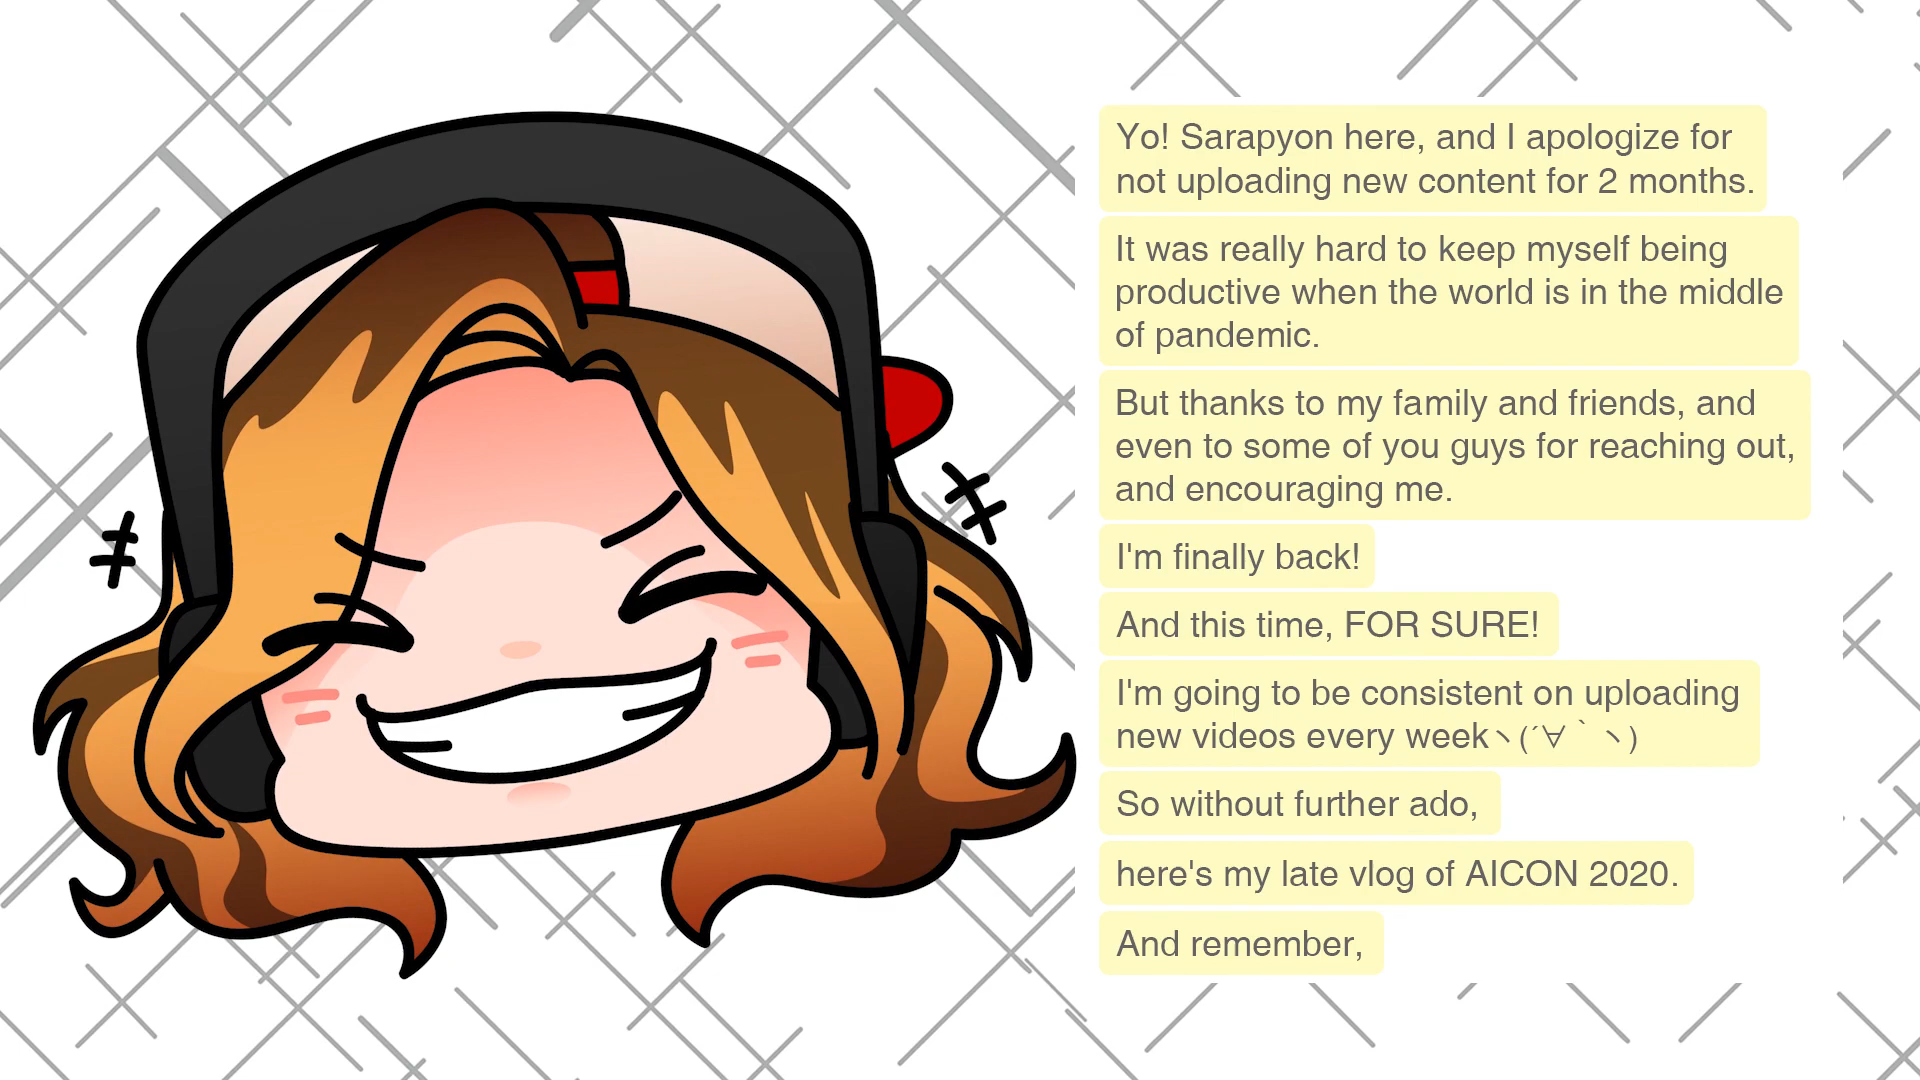 Yo! Sarapyon here, and I apologize for
not uploading new content for 2 months.
It was really hard to keep myself being
productive when the world is in the middle
of pandemic.
But thanks to my family and friends, and
even to some of you guys for reaching out,
and encouraging me.
I'm finally back!
And this time, FOR SURE!
I'm going to be consistent on uploading
new videos every weekヽ(´∀｀ヽ)
So without further ado,
here's my late vlog of AICON 2020.
And remember,